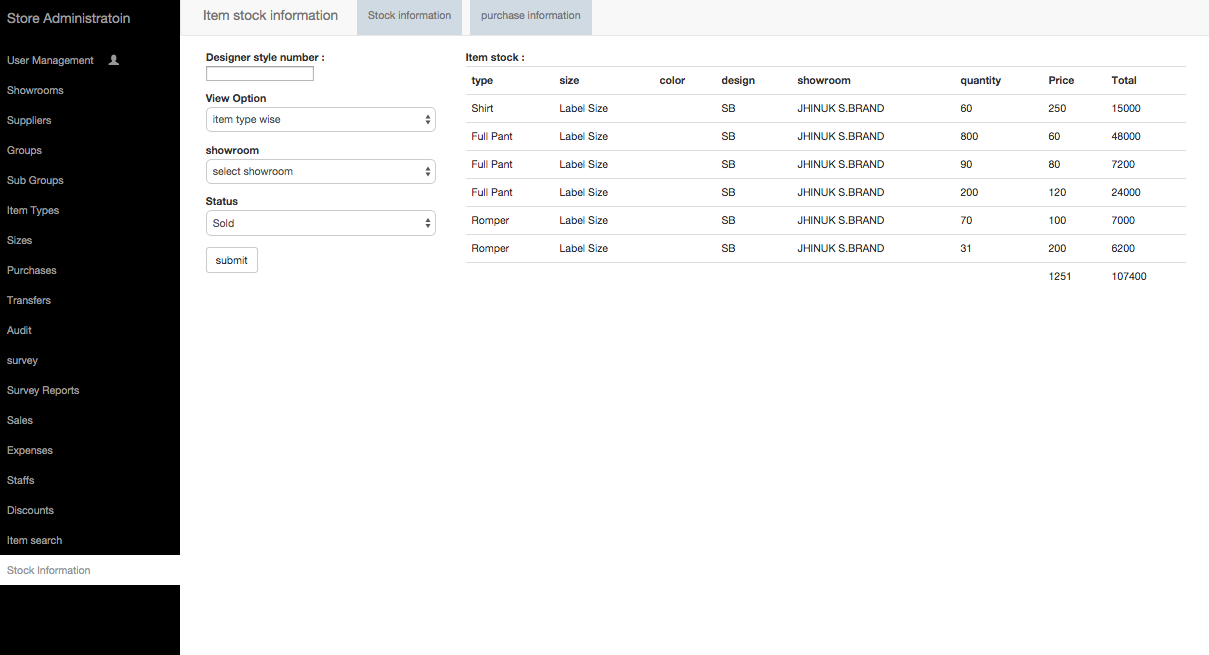 Store Administratoin
User Management
Showrooms
Suppliers
Groups
Sub Groups
Item Types
Sizes
Purchases
Transfers
Audit
survey
Survey Reports
Sales
Expenses
Staffs
Discounts
Item search
Stock Information
Item stock information Stock information purchase information
Designer style number :
View Option
item type wise
showroom
select showroom
Status
Sold
submit
Item stock :
type size color design showroom quantity Price Total
Shirt Label Size SB JHINUK S.BRAND 60 250 15000
Full Pant Label Size SB JHINUK S.BRAND 800 60 48000
Full Pant Label Size SB JHINUK S.BRAND 90 80 7200
Full Pant Label Size SB JHINUK S.BRAND 200 120 24000
Romper Label Size SB JHINUK S.BRAND 70 100 7000
Romper Label Size SB JHINUK S.BRAND 31 200 6200
1251 107400